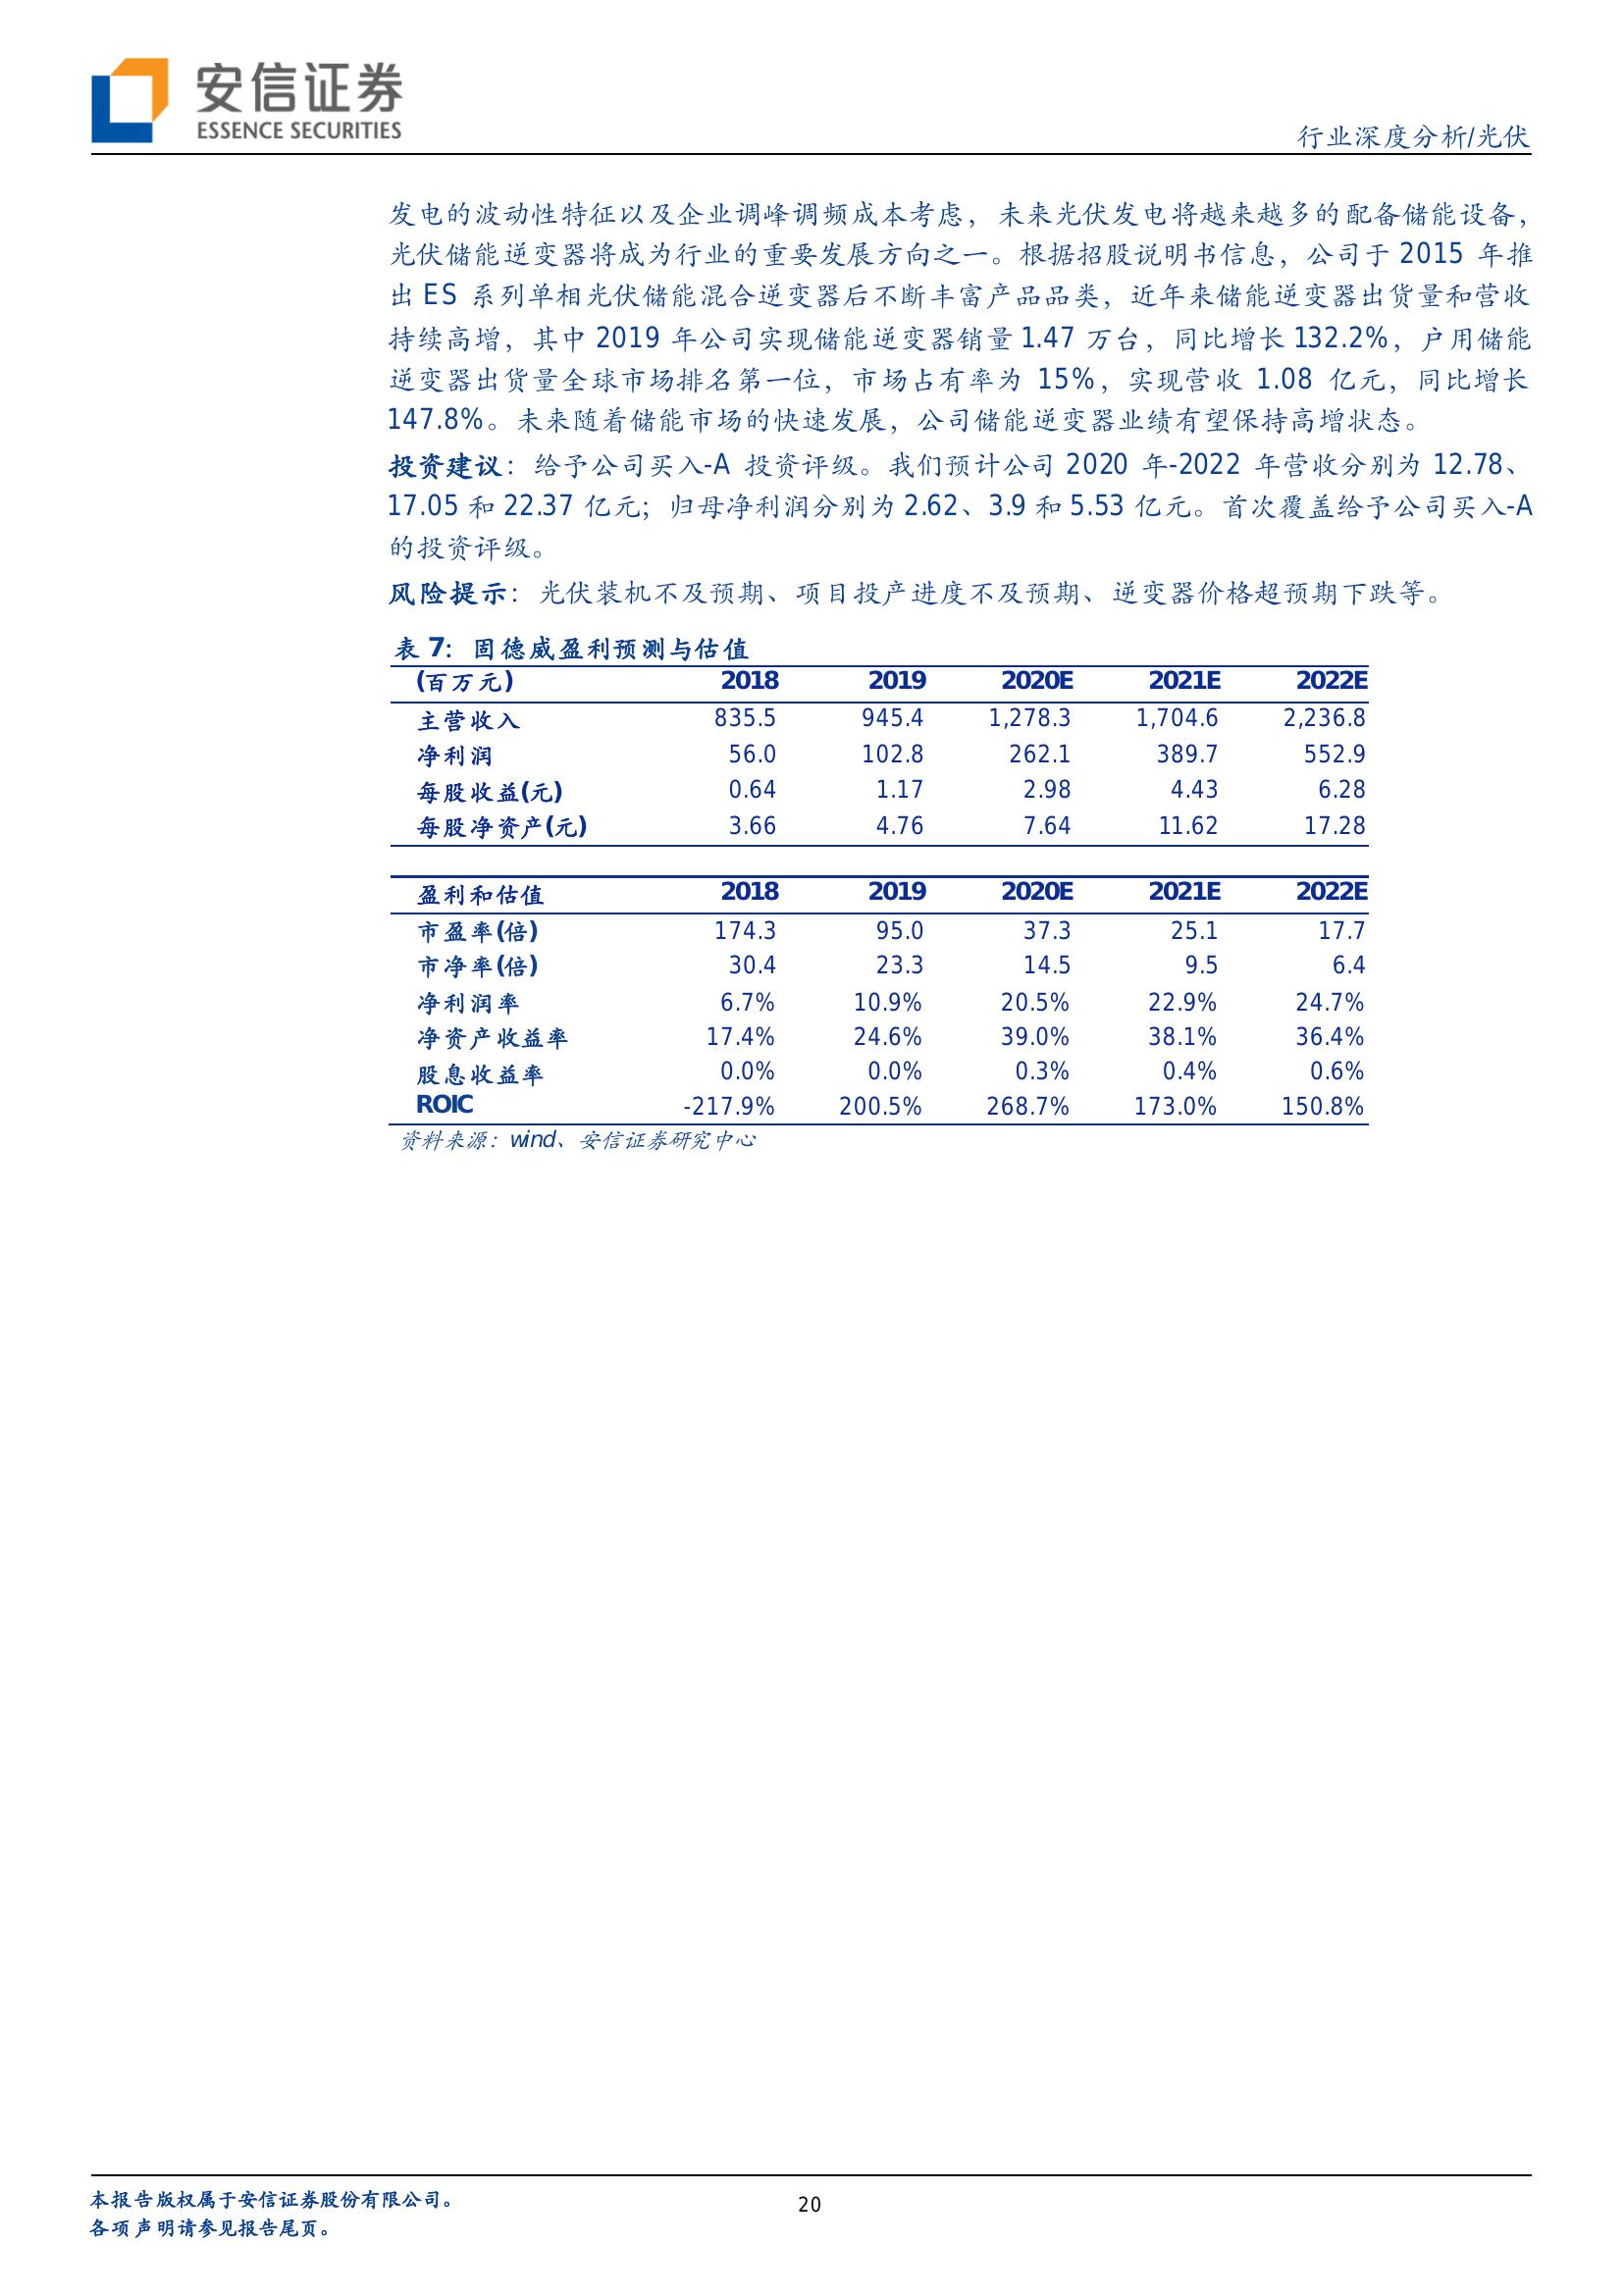 安信证券
ESSENCE SECURITIES
行业深度分析/光伏
发电的波动性特征以及企业调峰调频成本考虑，未来光伏发电将越来越多的配备储能设备，
光伏储能逆变器将成为行业的重要发展方向之一。根据招股说明书信息，公司于 2015 年推
出 ES 系列单相光伏储能混合逆变器后不断丰富产品品类，近年来储能逆变器出货量和营收
持续高增，其中 2019 年公司实现储能逆变器销量 1.47 万台，同比增长 132.2%，户用储能
逆变器出货量全球市场排名第一位，市场占有率为 15%，实现营收 1.08 亿元，同比增长
147.8%。未来随着储能市场的快速发展，公司储能逆变器业绩有望保持高增状态。
投资建议：给予公司买入-A 投资评级。我们预计公司 2020 年-2022 年营收分别为 12.78、
17.05 和 22.37 亿元；归母净利润分别为 2.62、3.9 和 5.53 亿元。首次覆盖给予公司买入-A
的投资评级。
风险提示：光伏装机不及预期、项目投产进度不及预期、逆变器价格超预期下跌等。
表 7：固德威盈利预测与估值
(百万元) 2018 2019 2020E 2021E 2022E
主营收入 835.5 945.4 1,278.3 1,704.6 2,236.8
净利润 56.0 102.8 262.1 389.7 552.9
每股收益(元) 0.64 1.17 2.98 4.43 6.28
每股净资产(元) 3.66 4.76 7.64 11.62 17.28
盈利和估值 2018 2019 2020E 2021E 2022E
市盈率(倍) 174.3 95.0 37.3 25.1 17.7
市净率(倍) 30.4 23.3 14.5 9.5 6.4
净利润率 6.7% 10.9% 20.5% 22.9% 24.7%
净资产收益率 17.4% 24.6% 39.0% 38.1% 36.4%
股息收益率 0.0% 0.0% 0.3% 0.4% 0.6%
ROIC -217.9% 200.5% 268.7% 173.0% 150.8%
资料来源：wind、安信证券研究中心
本报告版权属于安信证券股份有限公司。
20
各项声明请参见报告尾页。